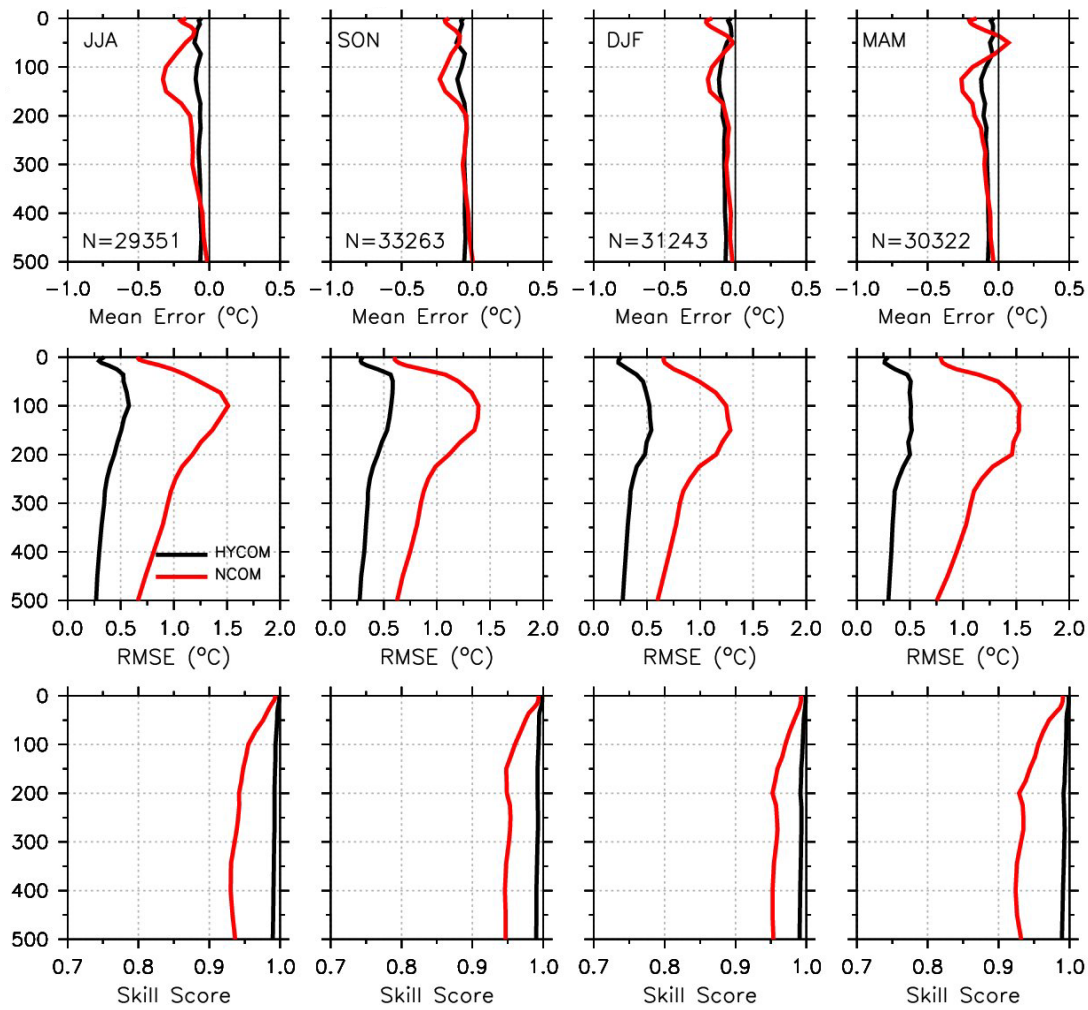 JJA SON DJF MAM
0
100
200
300
400
500
N=29351 N=33263 N=31243 N=30322
−1.0 −0.5 0.0 0.5 −1.0 −0.5 0.0 0.5 −1.0 −0.5 0.0 0.5 −1.0 −0.5 0.0 0.5
Mean Error (°C) Mean Error (°C) Mean Error (°C) Mean Error (°C)
0
100
200
300
400
500
HYCOM
NCOM
0.0 0.5 1.0 1.5 2.0 0.0 0.5 1.0 1.5 2.0 0.0 0.5 1.0 1.5 2.0 0.0 0.5 1.0 1.5 2.0
RMSE (°C) RMSE (°C) RMSE (°C) RMSE (°C)
0
100
200
300
400
500
0.7 0.8 0.9 1.0 0.7 0.8 0.9 1.0 0.7 0.8 0.9 1.0 0.7 0.8 0.9 1.0
Skill Score Skill Score Skill Score Skill Score